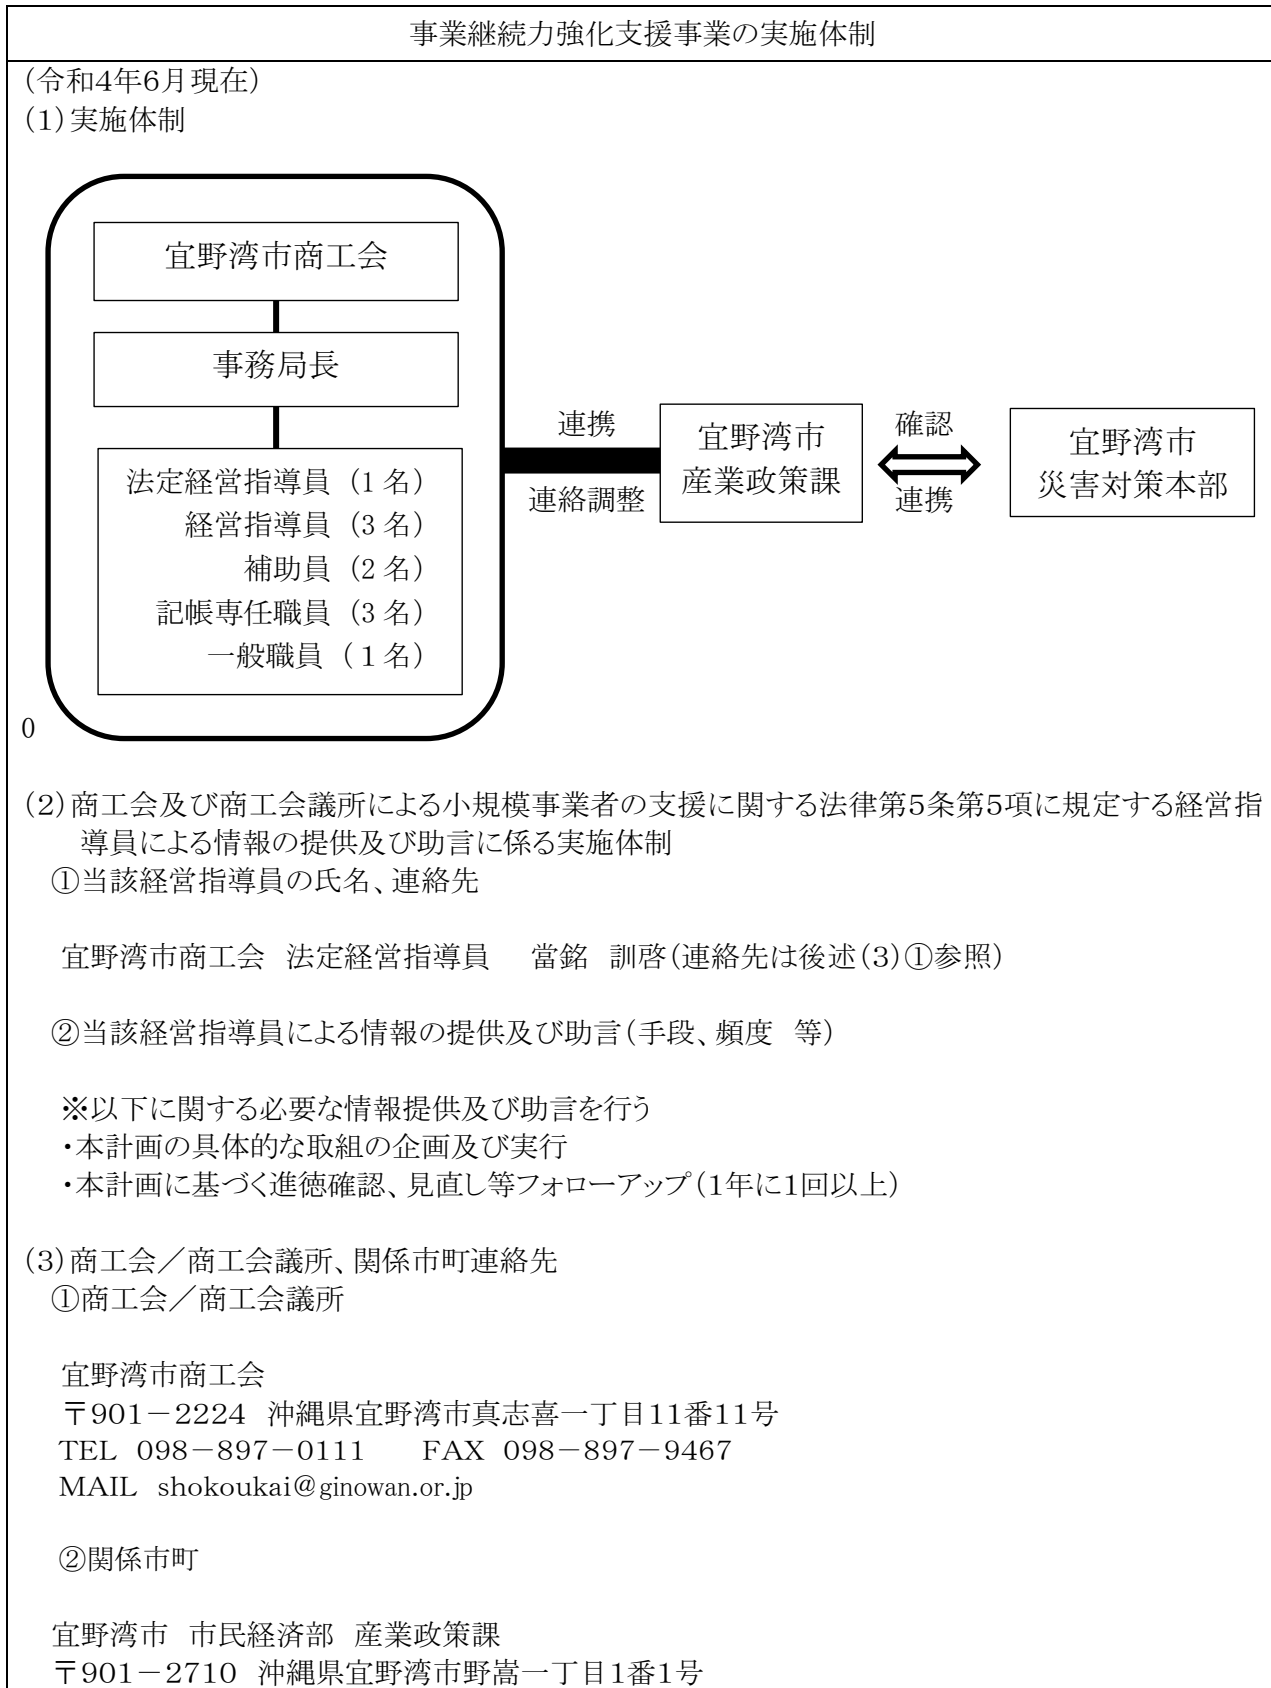 事業継続力強化支援事業の実施体制
(令和4年6月現在)
(1)実施体制
宜野湾市商工会
事務局長
法定経営指導員 (1名)
経営指導員 (3名)
補助員 (2名)
記帳専任職員 (3名)
一般職員 (1名)
0
連携
連絡調整
宜野湾市
産業政策課
確認
連携
宜野湾市
災害対策本部
(2)商工会及び商工会議所による小規模事業者の支援に関する法律第5条第5項に規定する経営指
導員による情報の提供及び助言に係る実施体制
①当該経営指導員の氏名、連絡先
宜野湾市商工会 法定経営指導員 當銘 訓啓(連絡先は後述(3)①参照)
②当該経営指導員による情報の提供及び助言(手段、頻度 等)
※以下に関する必要な情報提供及び助言を行う
・本計画の具体的な取組の企画及び実行
・本計画に基づく進徳確認、見直し等フォローアップ(1年に1回以上)
(3)商工会/商工会議所、関係市町連絡先
①商工会/商工会議所
宜野湾市商工会
〒901-2224 沖縄県宜野湾市真志喜一丁目11番11号
TEL 098-897-0111 FAX 098-897-9467
MAIL shokoukai@ginowan.or.jp
②関係市町
宜野湾市 市民経済部 産業政策課
〒901-2710 沖縄県宜野湾市野嵩一丁目1番1号